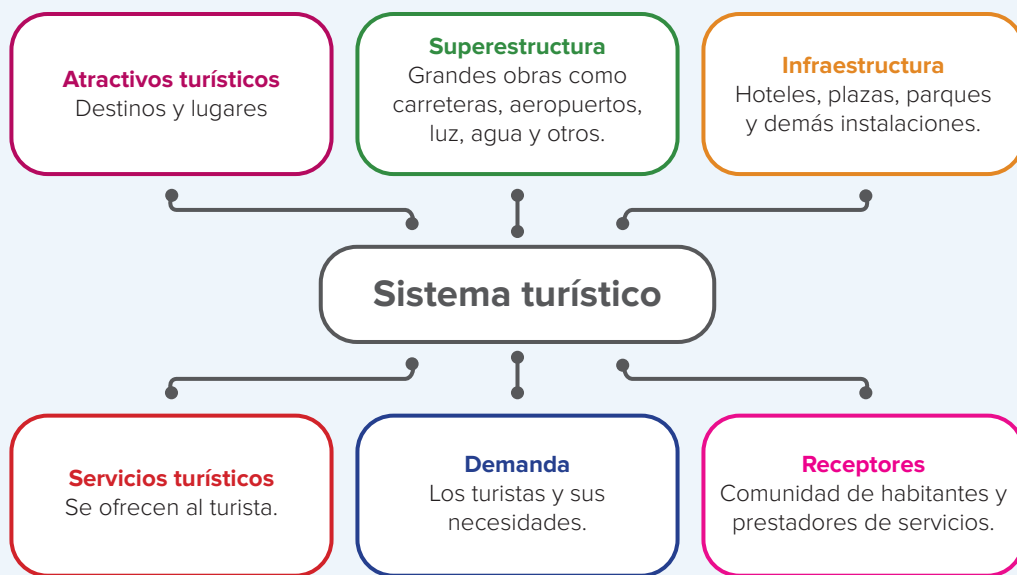 Atractivos turísticos
Destinos y lugares
Superestructura
Grandes obras como
carreteras, aeropuertos,
luz, agua y otros.
Infraestructura
Hoteles, plazas, parques
y demás instalaciones.
Sistema turístico
Servicios turísticos
Se ofrecen al turista.
Demanda
Los turistas y sus
necesidades.
Receptores
Comunidad de habitantes y
prestadores de servicios.